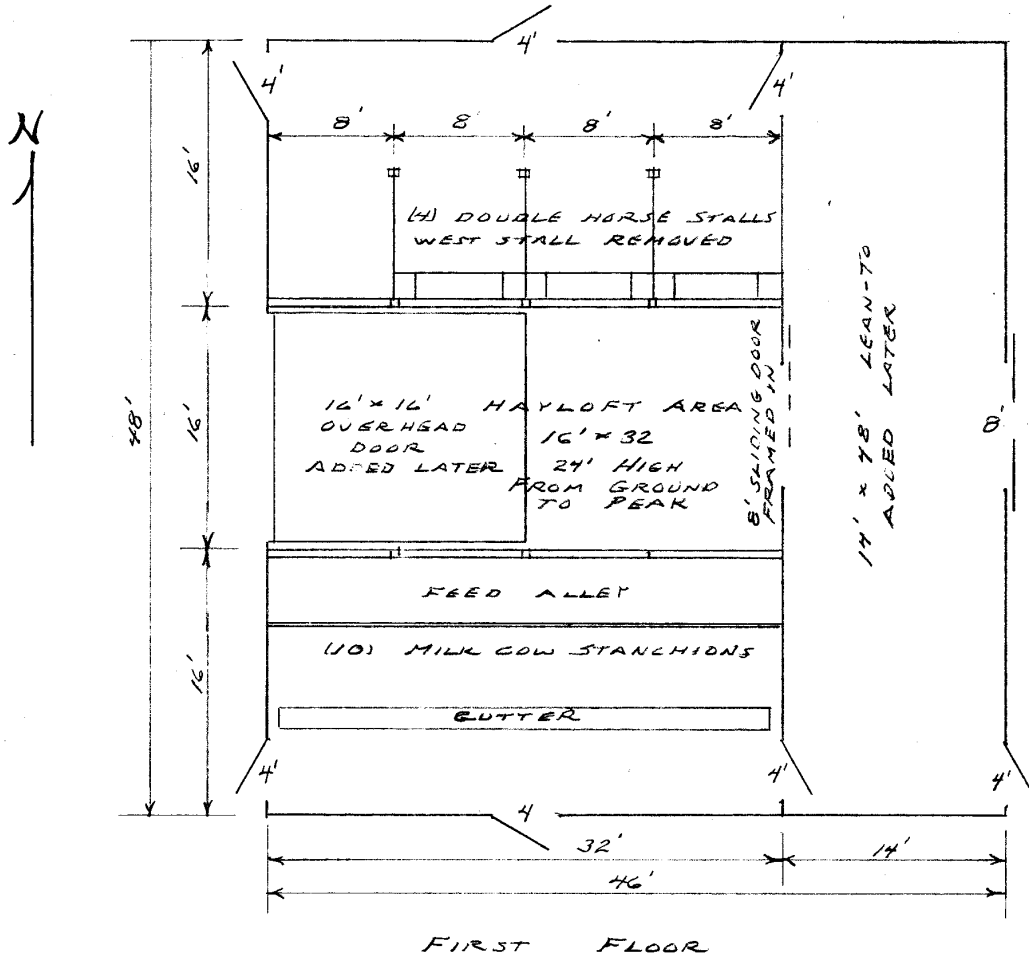 4'
4'
4'
N
8'
8'
8'
8'
16'
(4) DOUBLE HORSE STALLS
WEST STALL REMOVED
48'
16'
16' x 16'
OVERHEAD
DOOR
ADDED LATER
HAYLOFT AREA
16' x 32
24' HIGH
FROM GROUND
TO PEAK
8' SLIDING DOOR
FRAMED IN
14' x 48' LEAN-TO
ADDED LATER
8'
FEED ALLEY
16'
(10) MILK COW STANCHIONS
GUTTER
4'
4'
4'
4
32'
14'
46'
FIRST FLOOR